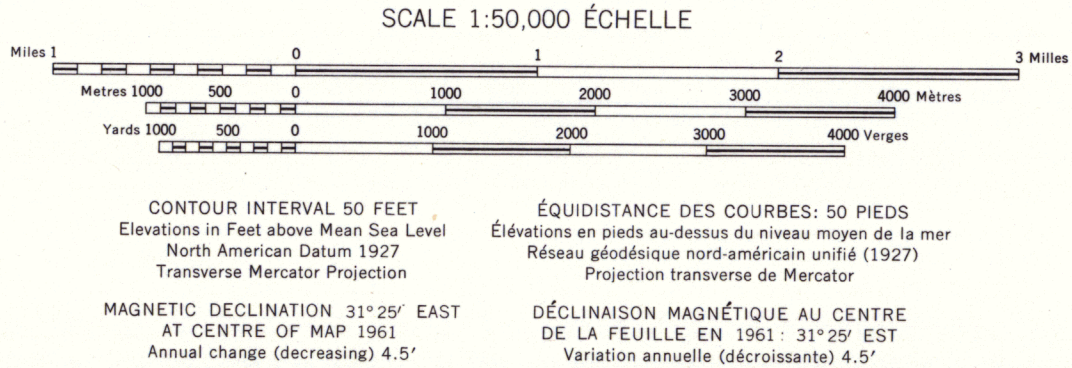 SCALE 1:50,000 ÉCHELLE
Miles 1 0 1 2 3 Milles
Metres 1000 500 0 1000 2000 3000 4000 Mètres
Yards 1000 500 0 1000 2000 3000 4000 Verges
CONTOUR INTERVAL 50 FEET
Elevations in Feet above Mean Sea Level
North American Datum 1927
Transverse Mercator Projection
ÉQUIDISTANCE DES COURBES: 50 PIEDS
Élévations en pieds au-dessus du niveau moyen de la mer
Réseau géodésique nord-américain unifié (1927)
Projection transverse de Mercator
MAGNETIC DECLINATION 31°25′ EAST
AT CENTRE OF MAP 1961
Annual change (decreasing) 4.5′
DÉCLINAISON MAGNÉTIQUE AU CENTRE
DE LA FEUILLE EN 1961: 31°25′ EST
Variation annuelle (décroissante) 4.5′